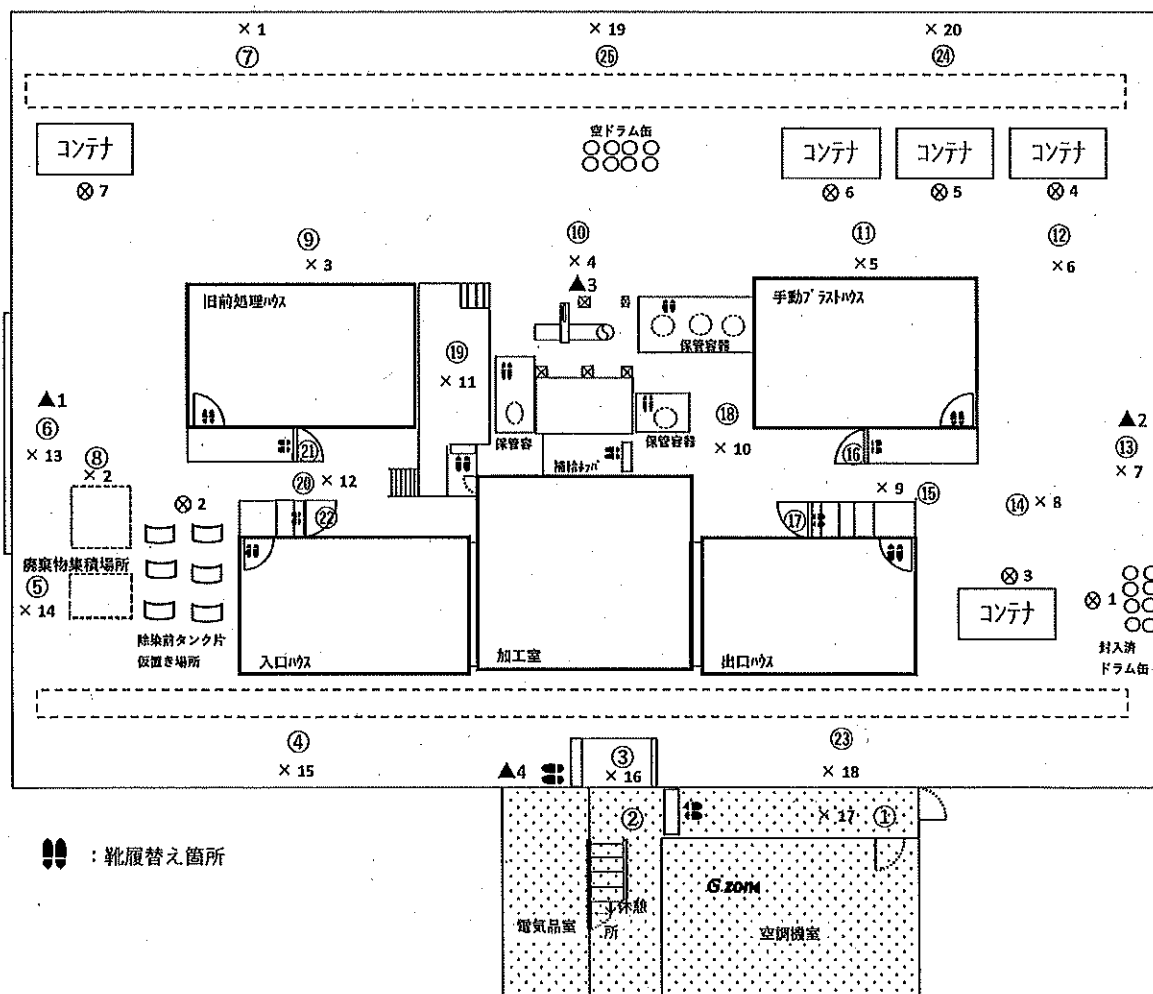 × 1
× 19
× 20
⑦
㉕
㉔
コンテナ
空ドラム缶
コンテナ
コンテナ
コンテナ
⊗ 7
⊗ 6
⊗ 5
⊗ 4
⑨
⑩
⑪
⑫
× 3
× 4
×5
× 6
▲3
旧前処理ハウス
手動ブラストハウス
保管容器
⑲
× 11
▲1
⑥
× 13
⑱
× 10
保管容
保管容器
▲2
⑬
× 7
⑧
× 2
㉑
⑳
× 12
⑯
× 9
⑮
⑭
× 8
⊗ 2
㉒
⑰
廃棄物集積場所
⑤
× 14
⊗ 3
⊗ 1
コンテナ
除染前タンク片
仮置き場所
入口ハウス
加工室
出口ハウス
封入済
ドラム缶
④
× 15
▲4
③
× 16
㉓
× 18
②
× 17
①
：靴履替え箇所
G zone
電気品室
休憩
所
空調機室